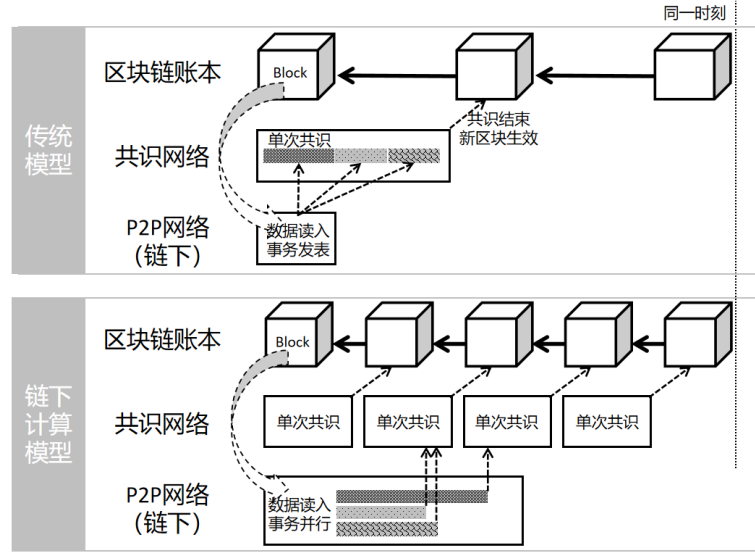 同一时刻
传统
模型
区块链账本
Block
共识网络
单次共识
共识结束
新区块生效
P2P网络
(链下)
数据读入
事务发表
链下
计算
模型
区块链账本
Block
共识网络
单次共识
单次共识
单次共识
单次共识
P2P网络
(链下)
数据读入
事务并行